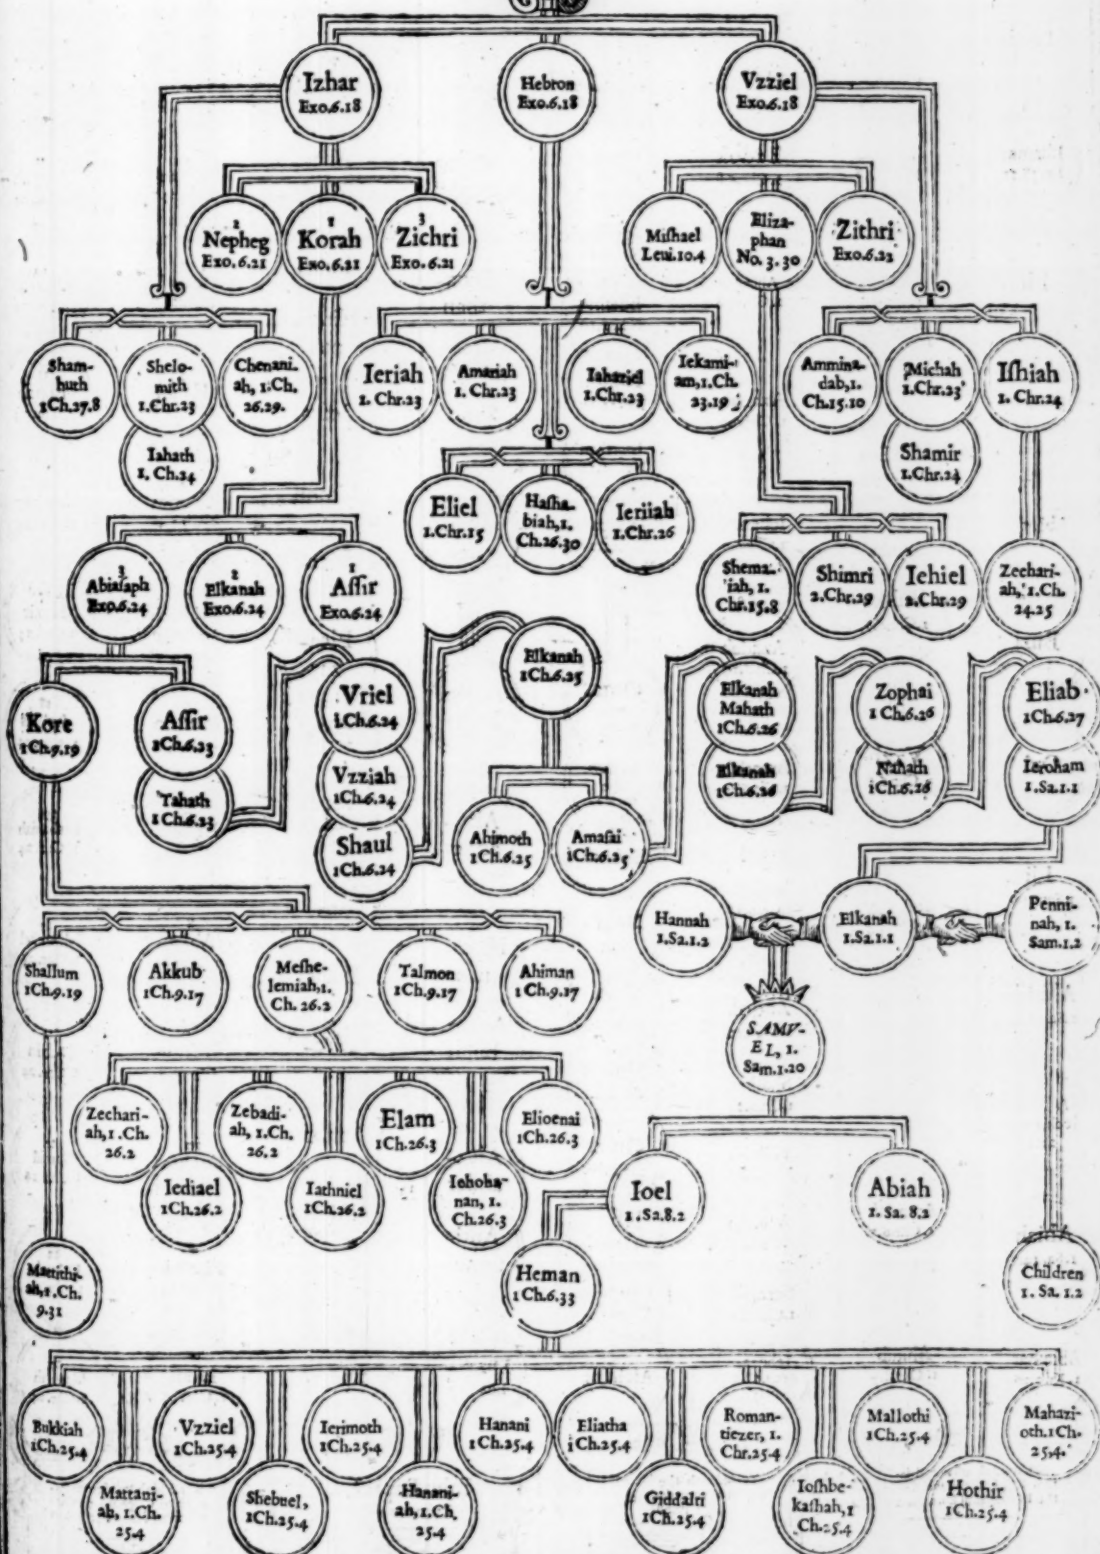 Izhar
Exo.6.18
Hebron
Exo.6.18
Vzziel
Exo.6.18
2
Nepheg
Exo.6.21
1
Korah
Exo.6.21
3
Zichri
Exo.6.21
Miſhael
Leui.10.4
Eliza-
phan
No.3.30
Zithri
Exo.6.22
Sham-
huth
1Ch.27.8
Shelo-
mith
1.Chr.23
Chenani-
ah, 1.Ch.
26.29.
Ieriah
1. Chr.23
Amariah
1. Chr.23
Iahaziel
1.Chr.23
Iekami-
am,1.Ch.
23.19
Ammina-
dab,1.
Ch.15.10
Michah
1.Chr.23
Iſhiah
1. Chr.24
Iahath
1. Ch.24
Shamir
1.Chr.24
Eliel
1.Chr.15
Haſha-
biah,1.
Ch.26.30
Ieriiah
1.Chr.26
3
Abiaſaph
Exo.6.24
2
Elkanah
Exo.6.24
1
Aſſir
Exo.6.24
Shema-
iah, 1.
Chr.15.8
Shimri
2.Chr.29
Iehiel
2.Chr.29
Zechari-
ah, 1.Ch.
24.25
Kore
1Ch.9.19
Aſſir
1Ch.6.23
Tahath
1Ch.6.23
Vriel
1.Ch.6.24
Vzziah
1Ch.6.24
Shaul
1Ch.6.24
Elkanah
1Ch.6.25
Ahimoth
1Ch.6.25
Amaſai
1Ch.6.25
Elkanah
Mahath
1Ch.6.26
Elkanah
1Ch.6.26
Zophai
1Ch.6.26
Nahath
1Ch.6.26
Eliab
1Ch.6.27
Ieroham
1.Sa.1.1
Hannah
1.Sa.1.2
Elkanah
1.Sa.1.1
Penni-
nah, 1.
Sam.1.2
Shallum
1Ch.9.19
Akkub
1Ch.9.17
Meſhe-
lemiah,1.
Ch. 26.2
Talmon
1Ch.9.17
Ahiman
1Ch.9.17
SAMV-
EL, 1.
Sam.1.20
Zechari-
ah,1.Ch.
26.2
Zebadi-
ah, 1.Ch.
26.2
Elam
1Ch.26.3
Elioenai
1Ch.26.3
Iediael
1Ch.26.2
Iathniel
1Ch.26.2
Iehoha-
nan, 1.
Ch.26.3
Ioel
1.Sa.8.2
Abiah
1. Sa. 8.2
Mattithi-
ah,1.Ch.
9.31
Heman
1Ch.6.33
Children
1. Sa. 1.2
Bukkiah
1Ch.25.4
Vzziel
1Ch.25.4
Ierimoth
1Ch.25.4
Hanani
1Ch.25.4
Eliatha
1Ch.25.4
Roman-
tiezer, 1.
Chr.25.4
Mallothi
1Ch.25.4
Mahazi-
oth.1Ch.
25.4.
Mattani-
ah, 1.Ch.
25.4
Shebuel,
1Ch.25.4
Hanani-
ah,1.Ch.
25.4
Giddalti
1Ch.25.4
Ioſhbe-
kaſhah,1
Ch.25.4
Hothir
1Ch.25.4